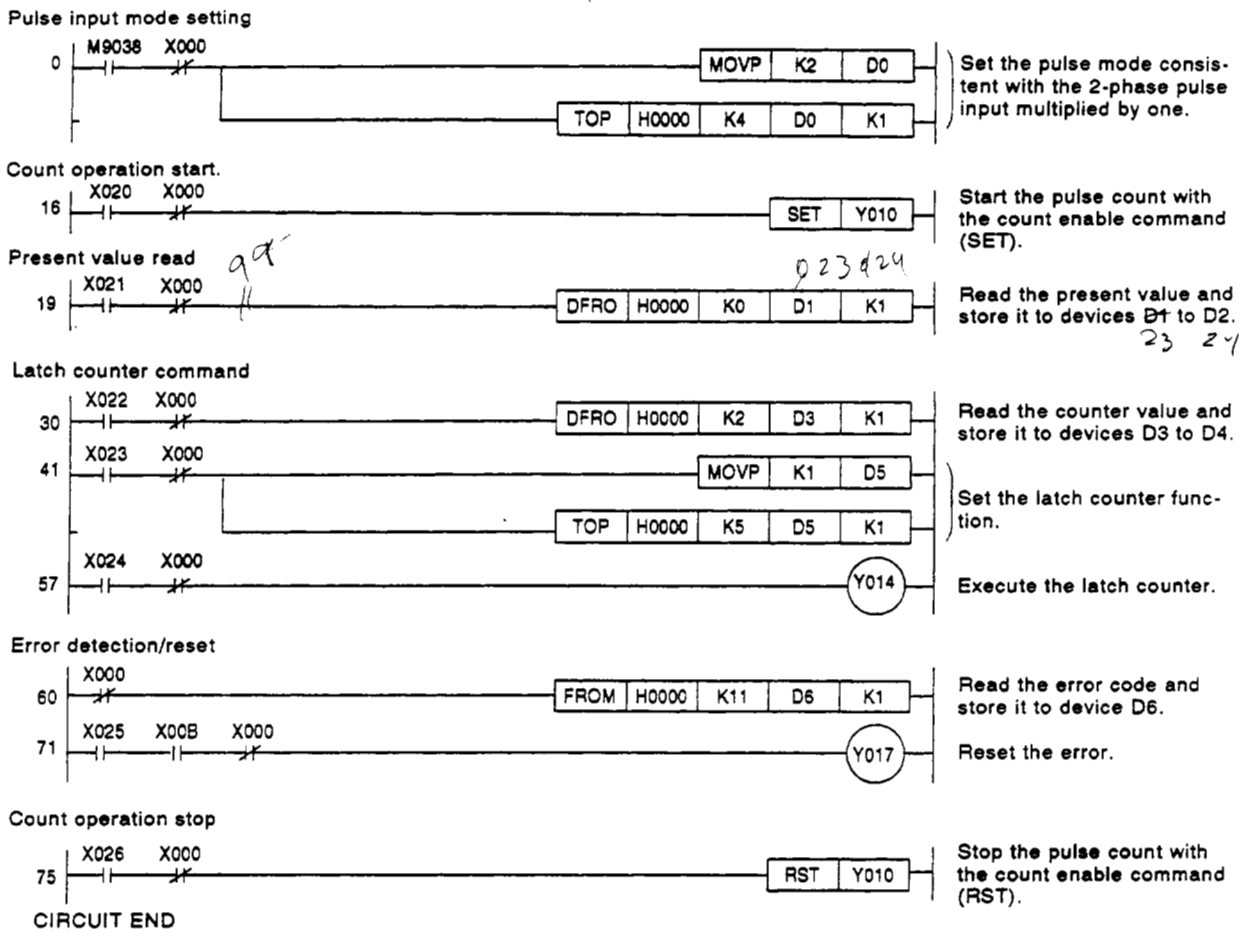 Pulse input mode setting
M9038 X000
0 MOVP K2 D0 Set the pulse mode consis-
tent with the 2-phase pulse
TOP H0000 K4 D0 K1 input multiplied by one.
Count operation start.
X020 X000
16 SET Y010 Start the pulse count with
the count enable command
(SET).
Present value read
D23 d24
X021 X000
19 DFRO H0000 K0 D1 K1 Read the present value and
store it to devices D1 to D2.
23 24
Latch counter command
X022 X000
30 DFRO H0000 K2 D3 K1 Read the counter value and
store it to devices D3 to D4.
X023 X000
41 MOVP K1 D5
Set the latch counter func-
tion.
TOP H0000 K5 D5 K1
X024 X000
57 Y014 Execute the latch counter.
Error detection/reset
X000
60 FROM H0000 K11 D6 K1 Read the error code and
store it to device D6.
X025 X00B X000
71 Y017 Reset the error.
Count operation stop
X026 X000
75 RST Y010 Stop the pulse count with
the count enable command
(RST).
CIRCUIT END